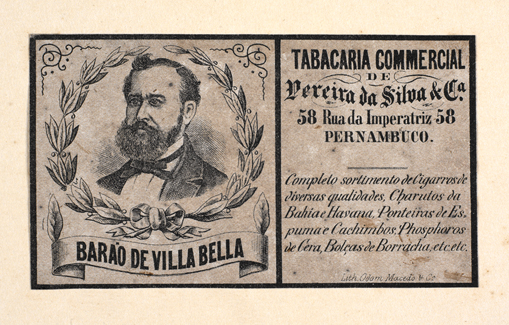 BARÃO DE VILLA BELLA
TABACARIA COMMERCIAL
DE
Pereira da Silva & Cª
58 Rua da Imperatriz 58
PERNAMBUCO.
Completo sortimento de Cigarros de
diversas qualidades, Charutos da
Bahia e Havana, Ponteiras de Es-
puma e Cachimbos, Phosphoros
de Cêra, Bolças de Borracha, etc. etc.
Lith. Odom. Macedo & Co